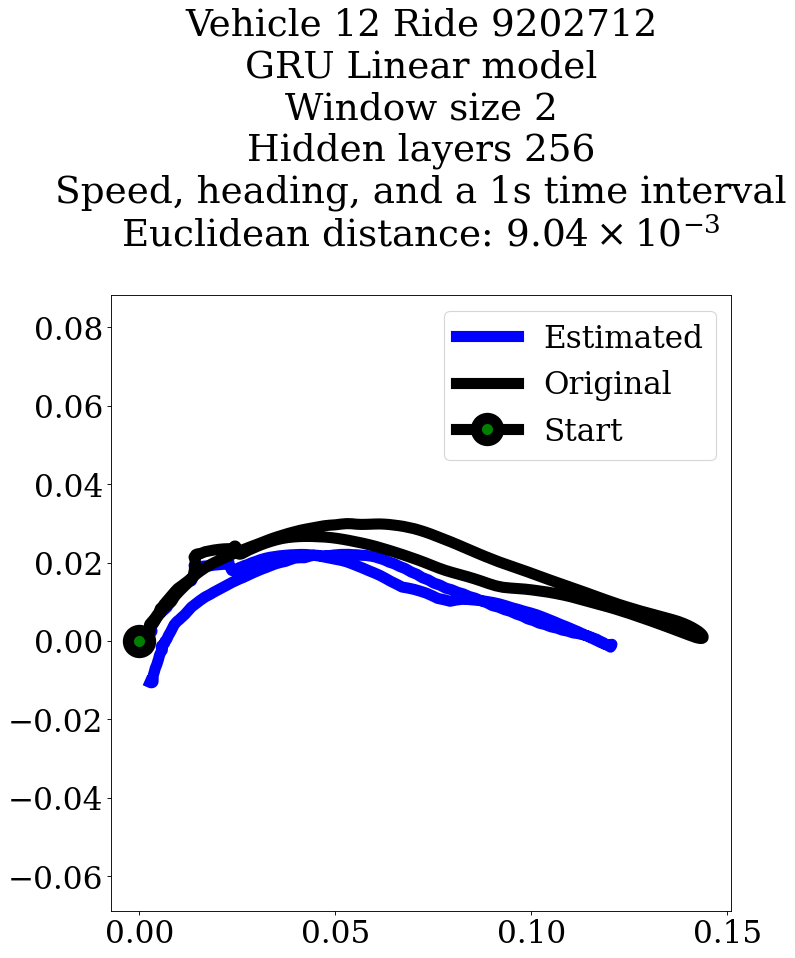 Vehicle 12 Ride 9202712
GRU Linear model
Window size 2
Hidden layers 256
Speed, heading, and a 1s time interval
Euclidean distance: 9.04 × 10⁻³
Estimated
Original
Start
0.08
0.06
0.04
0.02
0.00
−0.02
−0.04
−0.06
0.00 0.05 0.10 0.15